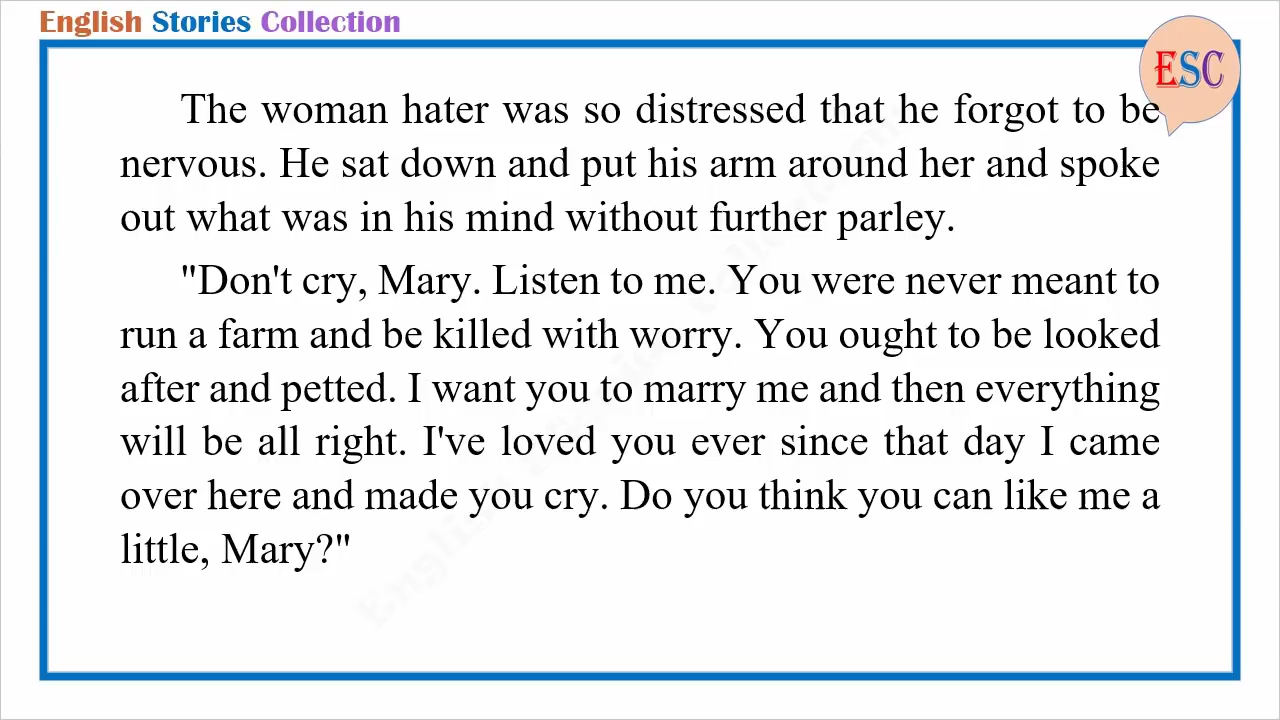 English Stories Collection
ESC
The woman hater was so distressed that he forgot to be
nervous. He sat down and put his arm around her and spoke
out what was in his mind without further parley.
"Don't cry, Mary. Listen to me. You were never meant to
run a farm and be killed with worry. You ought to be looked
after and petted. I want you to marry me and then everything
will be all right. I've loved you ever since that day I came
over here and made you cry. Do you think you can like me a
little, Mary?"